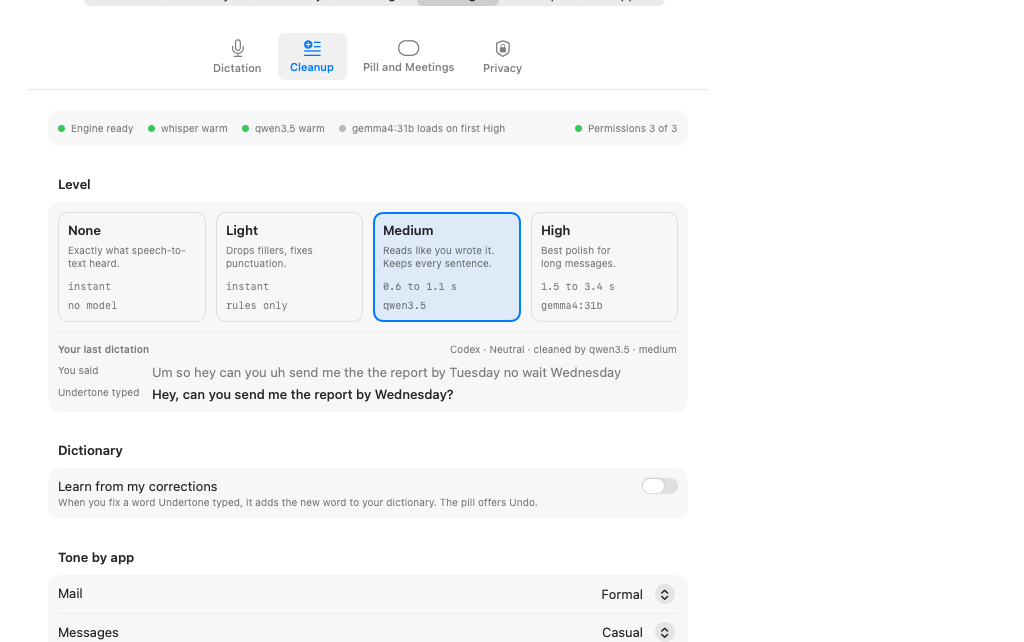 Dictation
Cleanup
Pill and Meetings
Privacy
Engine ready
whisper warm
qwen3.5 warm
gemma4:31b loads on first High
Permissions 3 of 3
Level
None
Exactly what speech-to-
text heard.
instant
no model
Light
Drops fillers, fixes
punctuation.
instant
rules only
Medium
Reads like you wrote it.
Keeps every sentence.
0.6 to 1.1 s
qwen3.5
High
Best polish for
long messages.
1.5 to 3.4 s
gemma4:31b
Your last dictation
Codex · Neutral · cleaned by qwen3.5 · medium
You said
Um so hey can you uh send me the the report by Tuesday no wait Wednesday
Undertone typed
Hey, can you send me the report by Wednesday?
Dictionary
Learn from my corrections
When you fix a word Undertone typed, it adds the new word to your dictionary. The pill offers Undo.
Tone by app
Mail
Formal
Messages
Casual